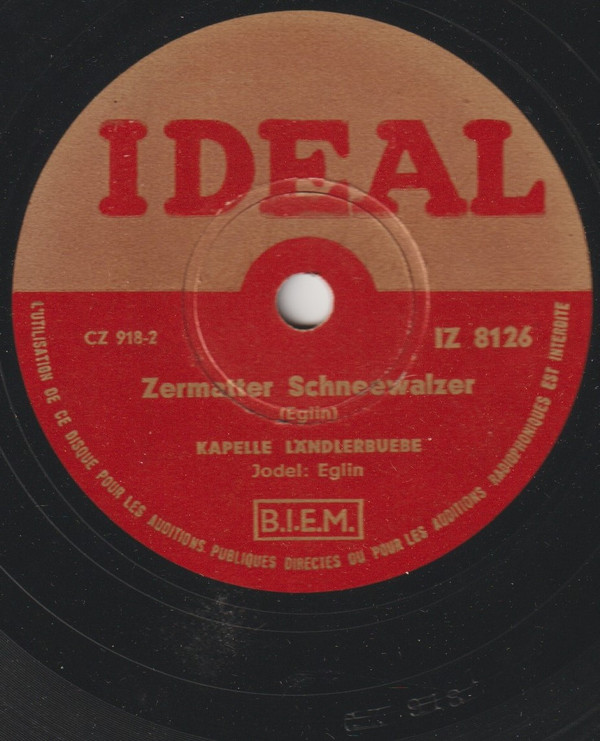 IDEAL
CZ 918-2
IZ 8126
Zermatter Schneewalzer
(Eglin)
KAPELLE LÄNDLERBUEBE
Jodel: Eglin
B.I.E.M.
L'UTILISATION DE CE DISQUE POUR LES AUDITIONS PUBLIQUES DIRECTES OU POUR LES AUDITIONS RADIOPHONIQUES EST INTERDITE